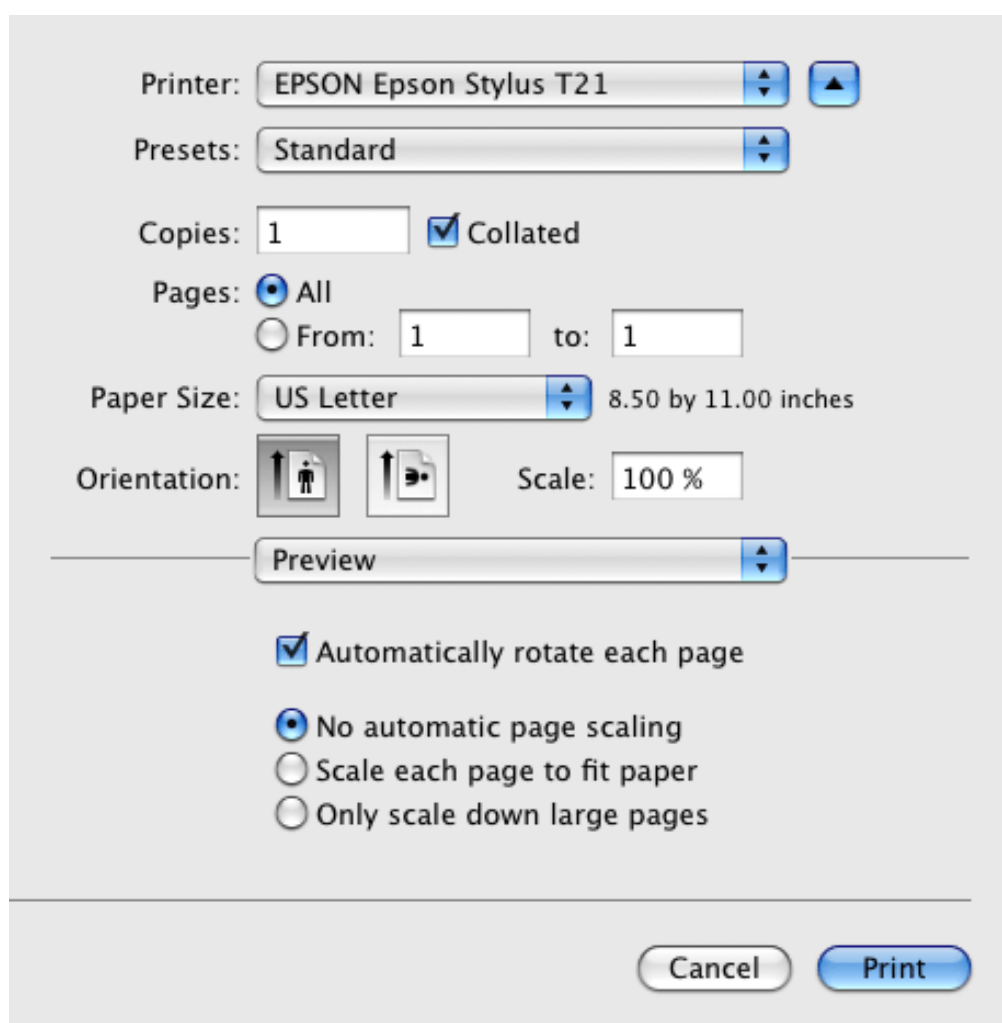 Printer: EPSON Epson Stylus T21
Presets: Standard
Copies: 1 Collated
Pages: All
From: 1 to: 1
Paper Size: US Letter 8.50 by 11.00 inches
Orientation: Scale: 100 %
Preview
Automatically rotate each page
No automatic page scaling
Scale each page to fit paper
Only scale down large pages
Cancel Print